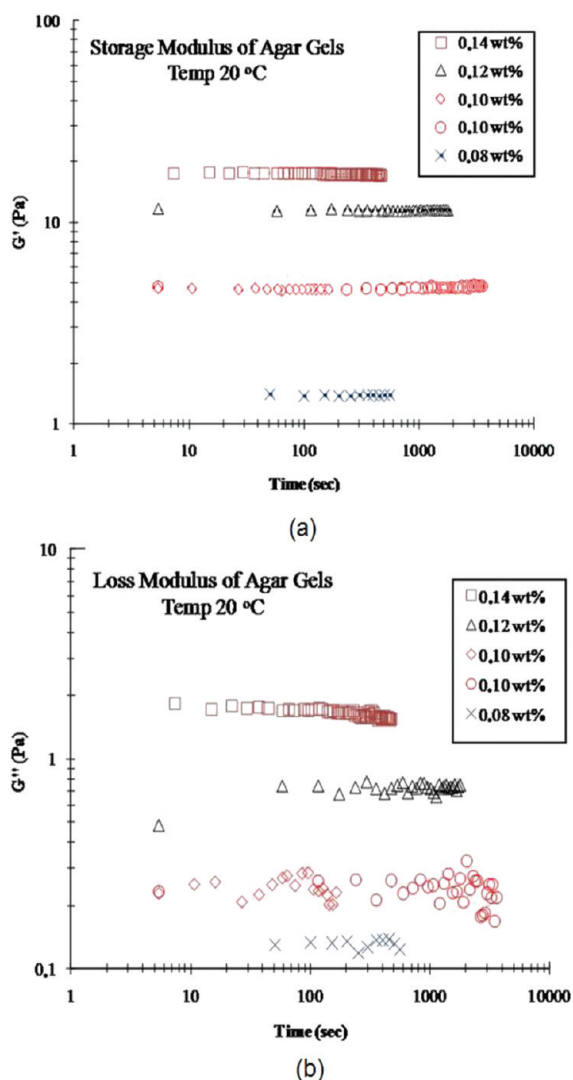 Storage Modulus of Agar Gels
Temp 20 °C
0.14 wt%
0.12 wt%
0.10 wt%
0.10 wt%
0.08 wt%
100
10
1
G' (Pa)
1 10 100 1000 10000
Time (sec)
(a)
Loss Modulus of Agar Gels
Temp 20 °C
0.14 wt%
0.12 wt%
0.10 wt%
0.10 wt%
0.08 wt%
10
1
0.1
G'' (Pa)
1 10 100 1000 10000
Time (sec)
(b)